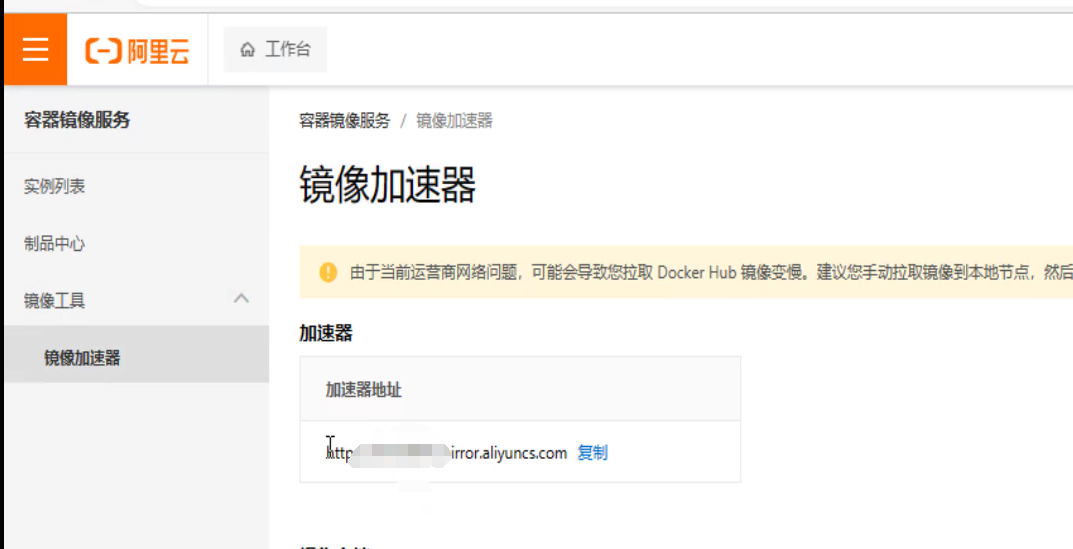 阿里云
工作台
容器镜像服务
容器镜像服务 / 镜像加速器
镜像加速器
实例列表
制品中心
镜像工具
镜像加速器
由于当前运营商网络问题，可能会导致您拉取 Docker Hub 镜像变慢。建议您手动拉取镜像到本地节点，然后
加速器
加速器地址
http irror.aliyuncs.com 复制